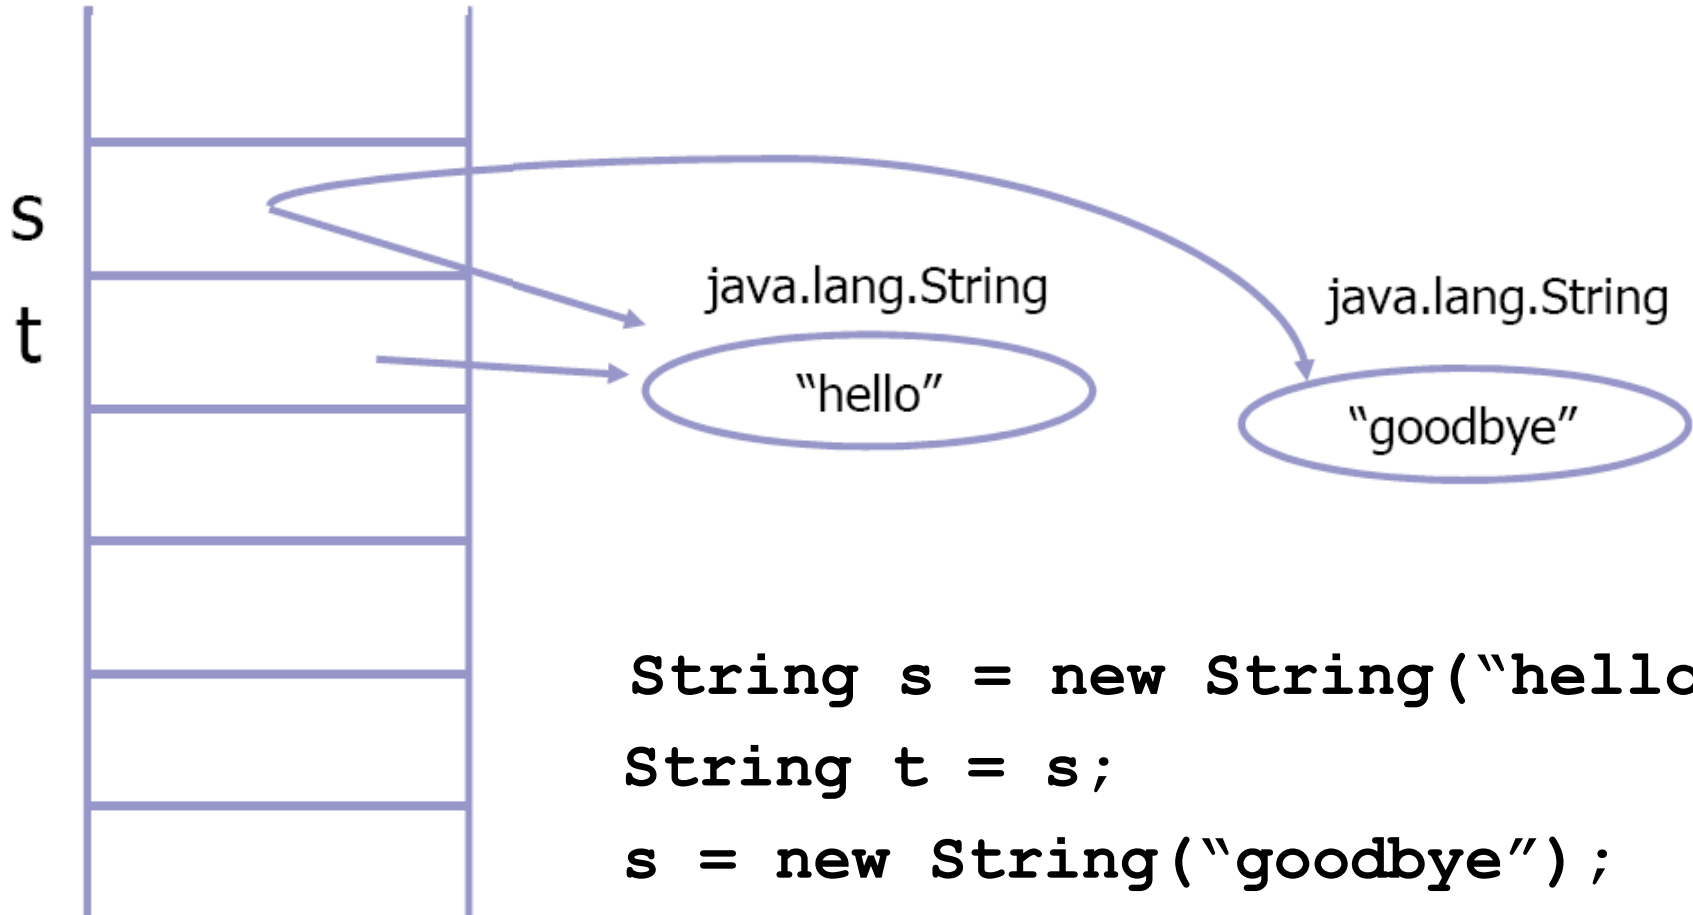 s
t
java.lang.String
“hello”
java.lang.String
“goodbye”
String s = new String(“hello
String t = s;
s = new String(“goodbye”);